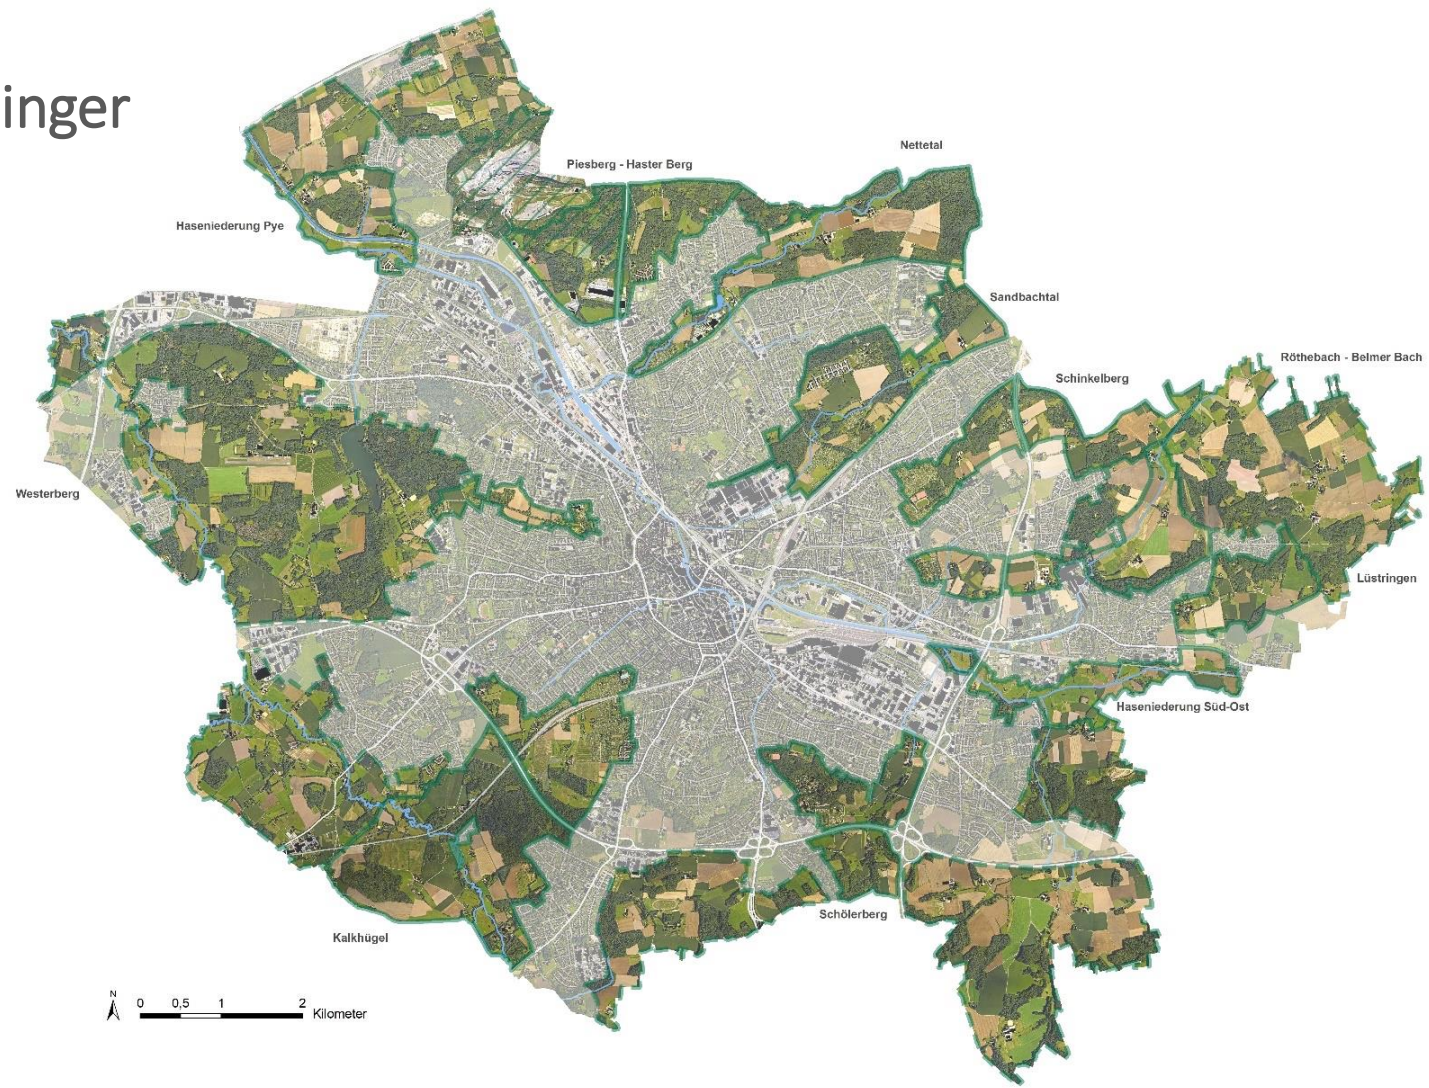 inger
Nettetal
Piesberg - Haster Berg
Haseniederung Pye
Sandbachtal
Röthebach - Belmer Bach
Schinkelberg
Westerberg
Lüstringen
Haseniederung Süd-Ost
Schölerberg
Kalkhügel
N
0 0,5 1 2
Kilometer